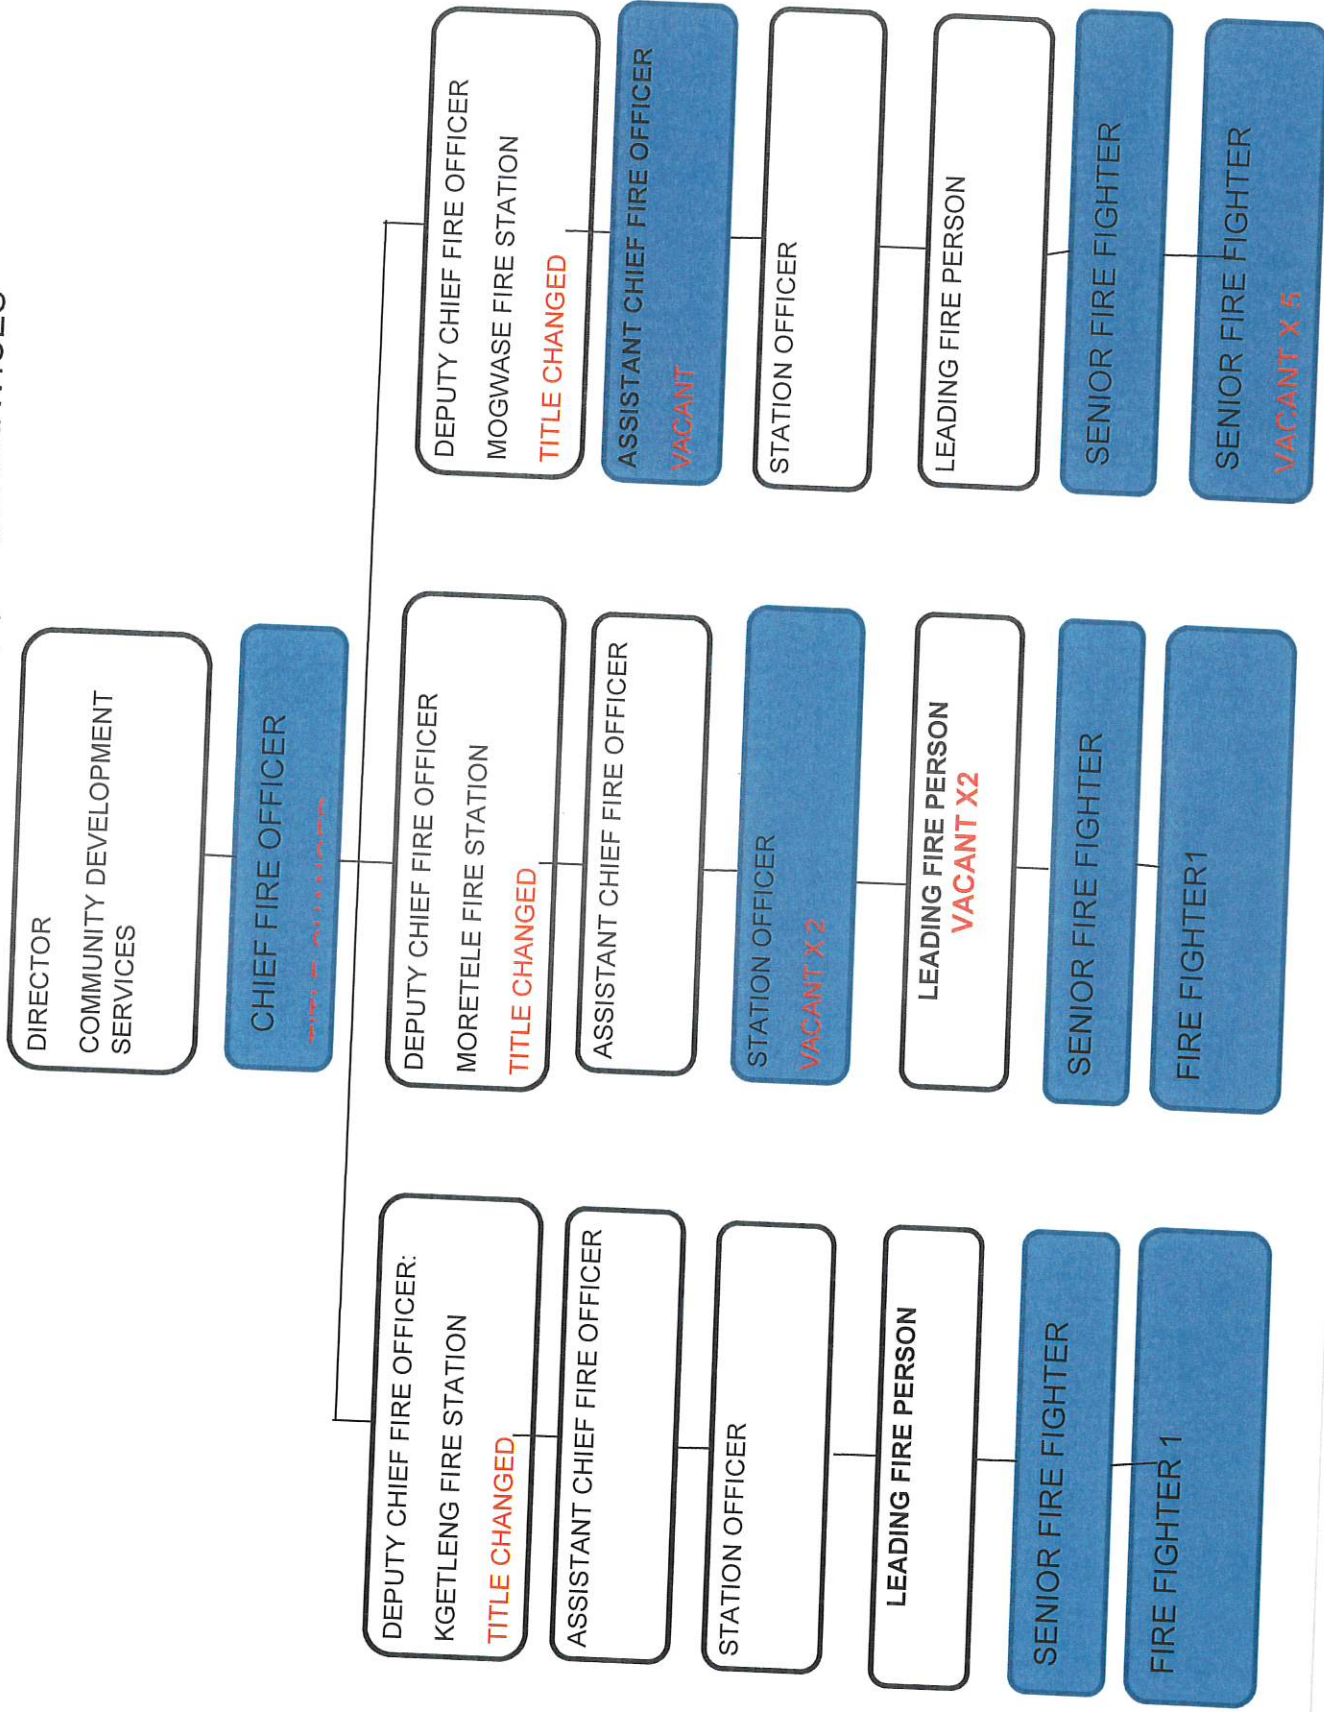 DIRECTOR
COMMUNITY DEVELOPMENT
SERVICES
CHIEF FIRE OFFICER
DEPUTY CHIEF FIRE OFFICER:
KGETLENG FIRE STATION
TITLE CHANGED
ASSISTANT CHIEF FIRE OFFICER
STATION OFFICER
LEADING FIRE PERSON
SENIOR FIRE FIGHTER
FIRE FIGHTER 1
DEPUTY CHIEF FIRE OFFICER
MORETELE FIRE STATION
TITLE CHANGED
ASSISTANT CHIEF FIRE OFFICER
STATION OFFICER
VACANT X 2
LEADING FIRE PERSON
VACANT X2
SENIOR FIRE FIGHTER
FIRE FIGHTER1
DEPUTY CHIEF FIRE OFFICER
MOGWASE FIRE STATION
TITLE CHANGED
ASSISTANT CHIEF FIRE OFFICER
VACANT
STATION OFFICER
LEADING FIRE PERSON
SENIOR FIRE FIGHTER
SENIOR FIRE FIGHTER
VACANT X 5